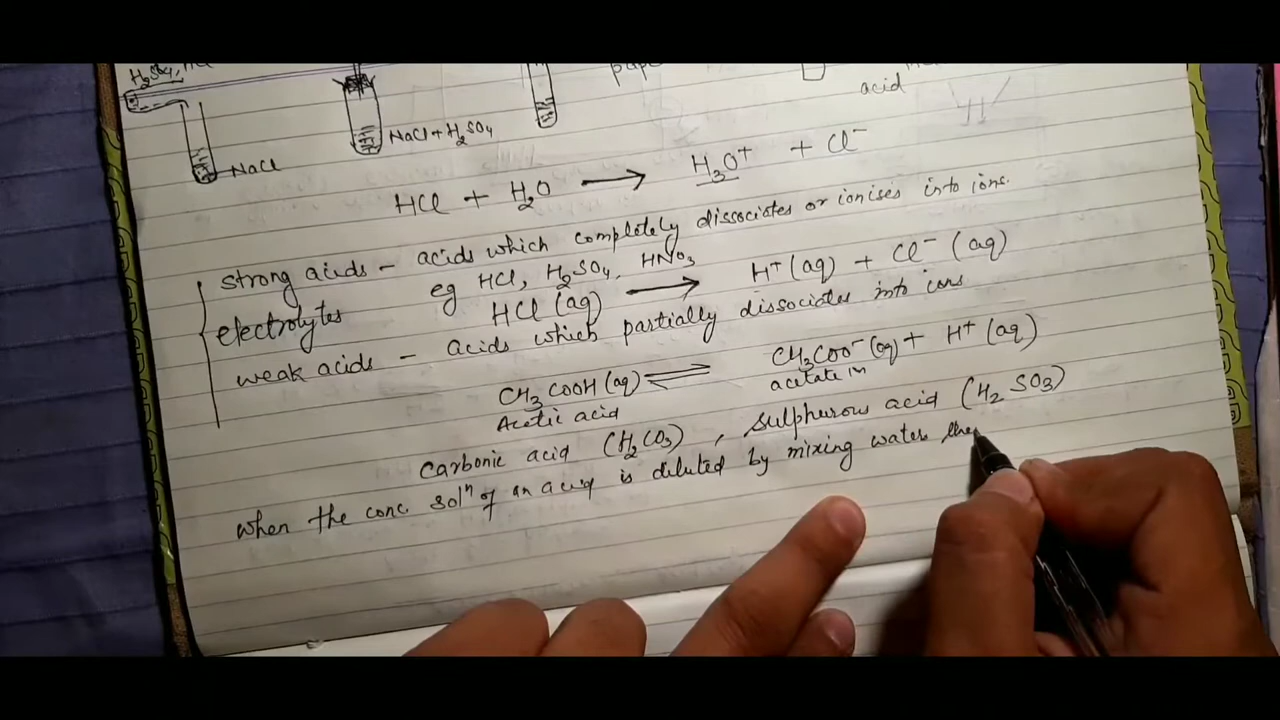 H2SO4, HCl
acid
NaCl + H2SO4
NaCl
HCl + H2O ⟶ H3O+ + Cl-
strong acids - acids which completely dissociates or ionises into ions.
eg HCl, H2SO4, HNO3
electrolytes HCl (aq) ⟶ H+ (aq) + Cl- (aq)
weak acids - acids which partially dissociates into ions
CH3COOH (aq) ⇌ CH3COO- (aq) + H+ (aq)
Acetic acid acetate
Carbonic acid (H2CO3), sulphurous acid (H2SO3)
When the conc soln of an acid is diluted by mixing water